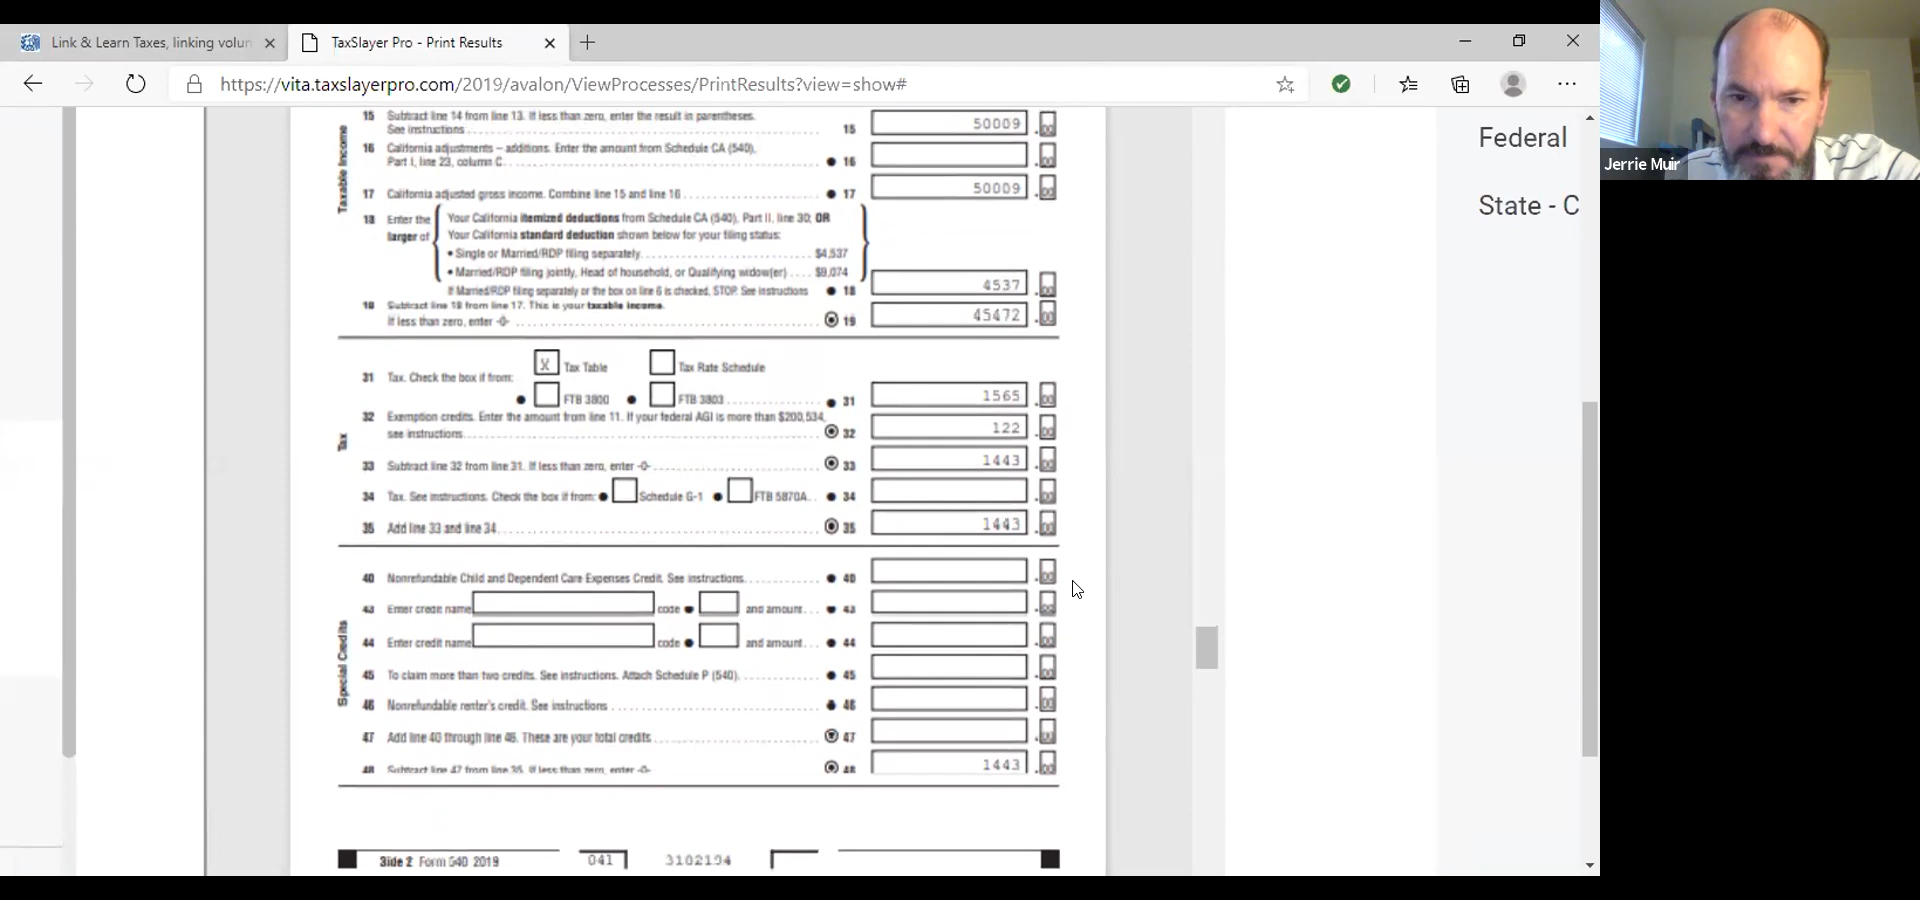 Link & Learn Taxes, linking volun
TaxSlayer Pro - Print Results
https://vita.taxslayerpro.com/2019/avalon/ViewProcesses/PrintResults?view=show#
Federal
State - C
Jerrie Muir
Taxable Income
15 Subtract line 14 from line 13. If less than zero, enter the result in parentheses.
See instructions 15 50009 .00
16 California adjustments – additions. Enter the amount from Schedule CA (540),
Part I, line 23, column C 16 .00
17 California adjusted gross income. Combine line 15 and line 16 17 50009 .00
18 Enter the larger of
Your California itemized deductions from Schedule CA (540), Part II, line 30; OR
Your California standard deduction shown below for your filing status:
• Single or Married/RDP filing separately $4,537
• Married/RDP filing jointly, Head of household, or Qualifying widow(er) $9,074
If Married/RDP filing separately or the box on line 6 is checked, STOP. See instructions 18 4537 .00
19 Subtract line 18 from line 17. This is your taxable income.
If less than zero, enter -0- 19 45472 .00
Tax
X Tax Table Tax Rate Schedule
31 Tax. Check the box if from:
FTB 3800 FTB 3803 31 1565 .00
32 Exemption credits. Enter the amount from line 11. If your federal AGI is more than $200,534,
see instructions 32 122 .00
33 Subtract line 32 from line 31. If less than zero, enter -0- 33 1443 .00
34 Tax. See instructions. Check the box if from: Schedule G-1 FTB 5870A 34 .00
35 Add line 33 and line 34 35 1443 .00
Special Credits
40 Nonrefundable Child and Dependent Care Expenses Credit. See instructions 40 .00
43 Enter credit name code and amount 43 .00
44 Enter credit name code and amount 44 .00
45 To claim more than two credits. See instructions. Attach Schedule P (540) 45 .00
46 Nonrefundable renter's credit. See instructions 46 .00
47 Add line 40 through line 46. These are your total credits 47 .00
48 Subtract line 47 from line 35. If less than zero, enter -0- 48 1443 .00
Side 2 Form 540 2019 041 3102194